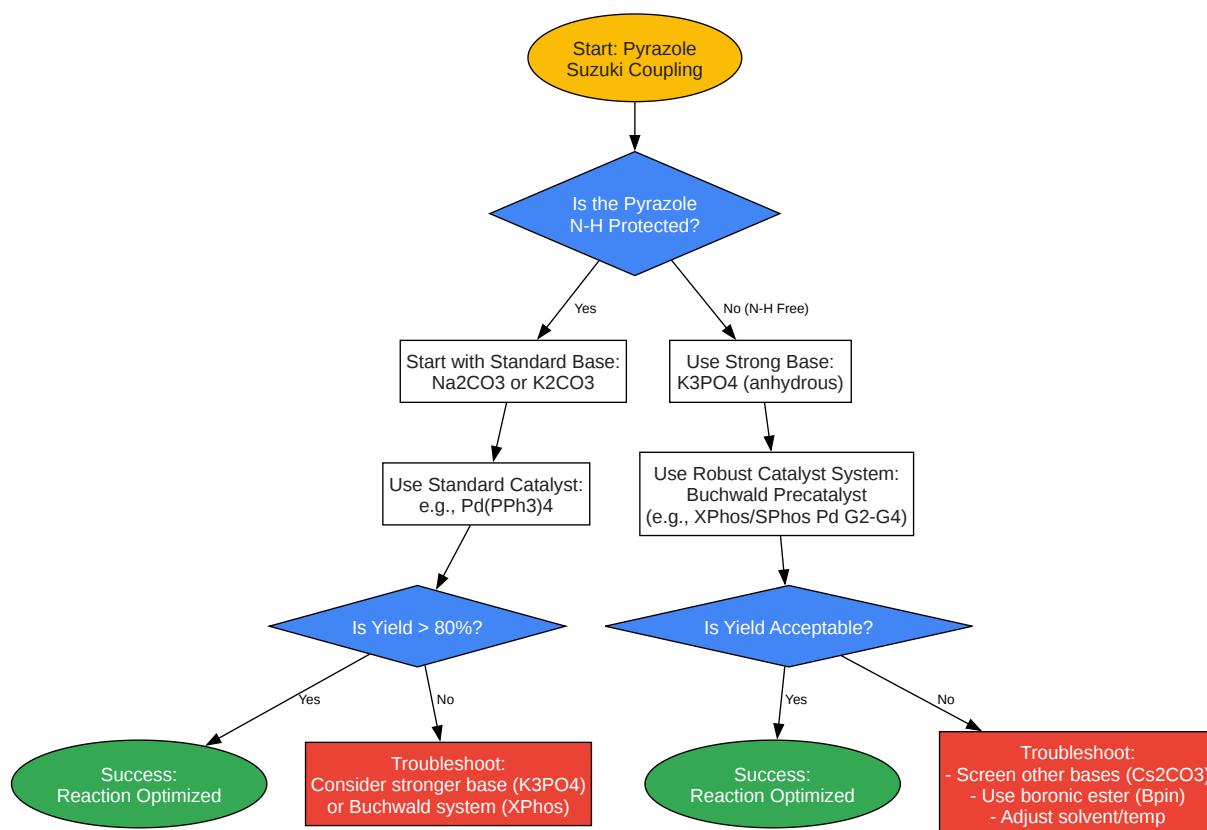 Start: Pyrazole
Suzuki Coupling
Is the Pyrazole
N-H Protected?
Yes
No (N-H Free)
Start with Standard Base:
Na2CO3 or K2CO3
Use Strong Base:
K3PO4 (anhydrous)
Use Standard Catalyst:
e.g., Pd(PPh3)4
Use Robust Catalyst System:
Buchwald Precatalyst
(e.g., XPhos/SPhos Pd G2-G4)
Is Yield > 80%?
Is Yield Acceptable?
Yes
No
Yes
No
Success:
Reaction Optimized
Troubleshoot:
Consider stronger base (K3PO4)
or Buchwald system (XPhos)
Success:
Reaction Optimized
Troubleshoot:
- Screen other bases (Cs2CO3)
- Use boronic ester (Bpin)
- Adjust solvent/temp